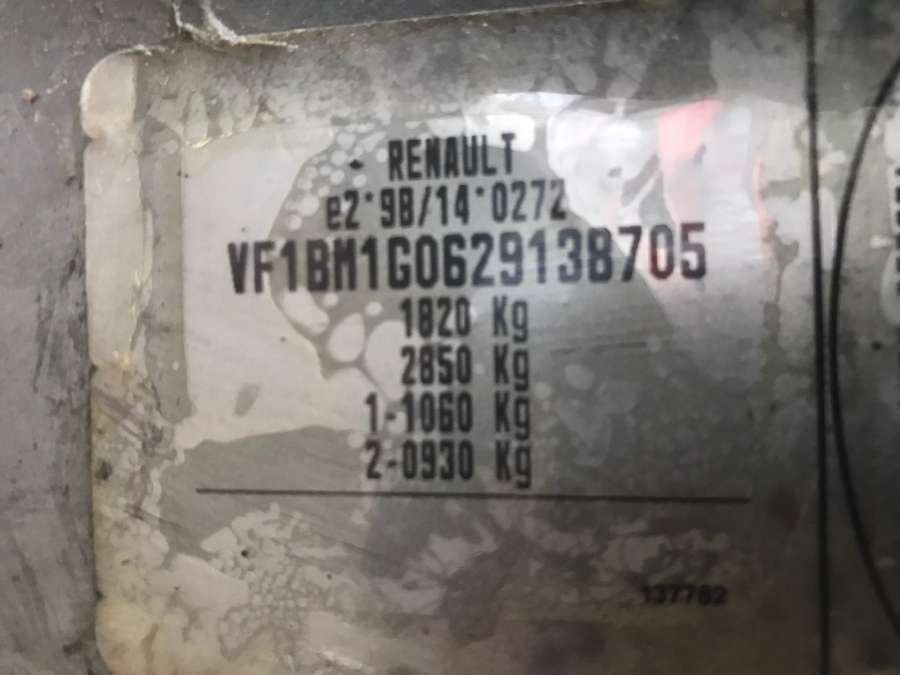 RENAULT
e2*98/14*0272
VF1BM1G0629138705
1820 Kg
2850 Kg
1-1060 Kg
2-0930 Kg
137762